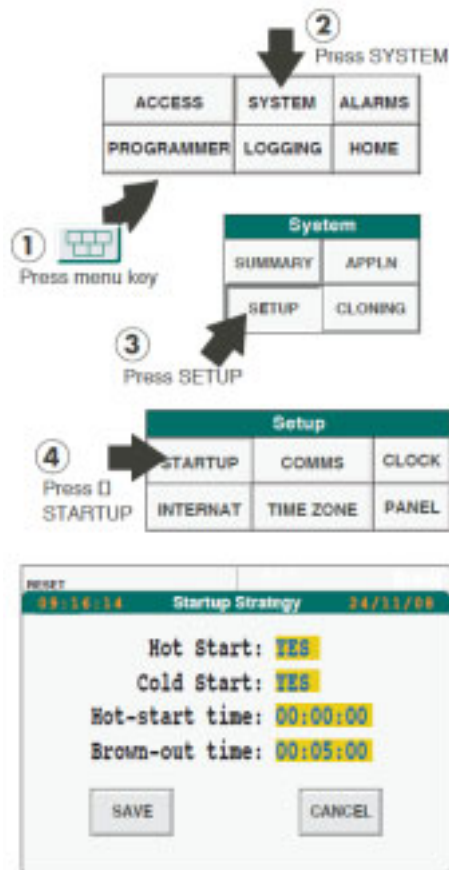 2
Press SYSTEM
ACCESS SYSTEM ALARMS
PROGRAMMER LOGGING HOME
1
Press menu key
System
SUMMARY APPLN
SETUP CLONING
3
Press SETUP
Setup
4
STARTUP COMMS CLOCK
Press
STARTUP
INTERNAT TIME ZONE PANEL
RESET
09:16:14 Startup Strategy 24/11/08
Hot Start: YES
Cold Start: YES
Hot-start time: 00:00:00
Brown-out time: 00:05:00
SAVE CANCEL